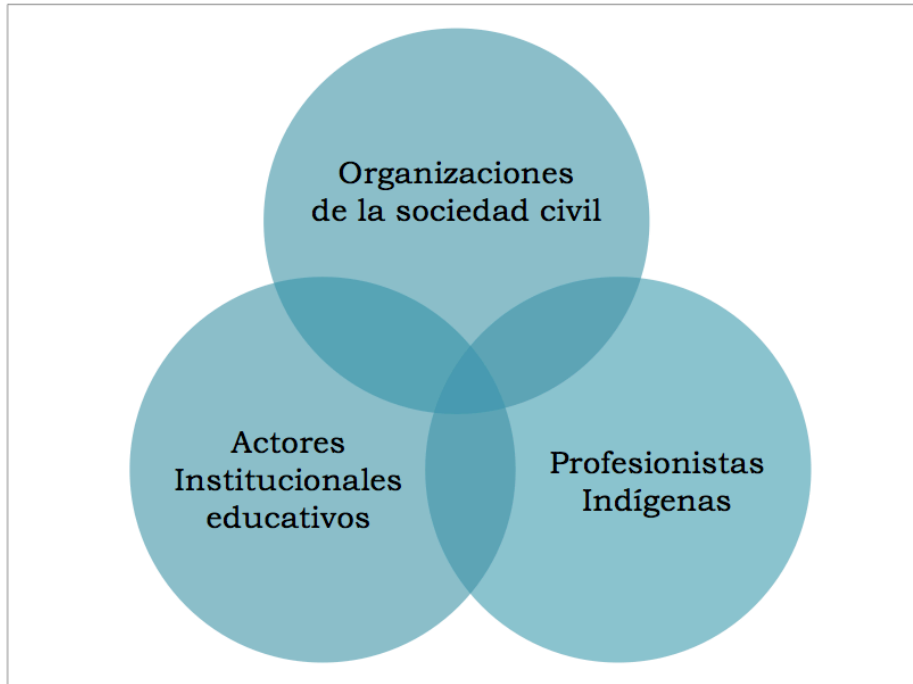 Organizaciones
de la sociedad civil
Actores
Institucionales
educativos
Profesionistas
Indígenas